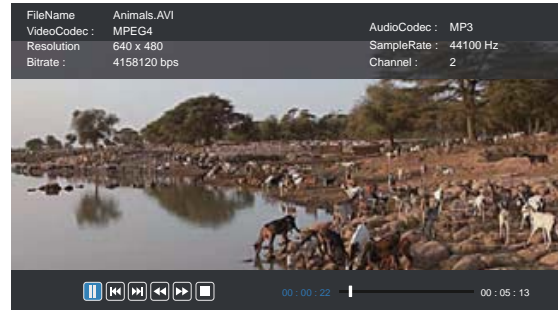 FileName Animals.AVI
VideoCodec : MPEG4
Resolution 640 x 480
Bitrate : 4158120 bps
AudioCodec : MP3
SampleRate : 44100 Hz
Channel : 2
00 : 00 : 22
00 : 05 : 13